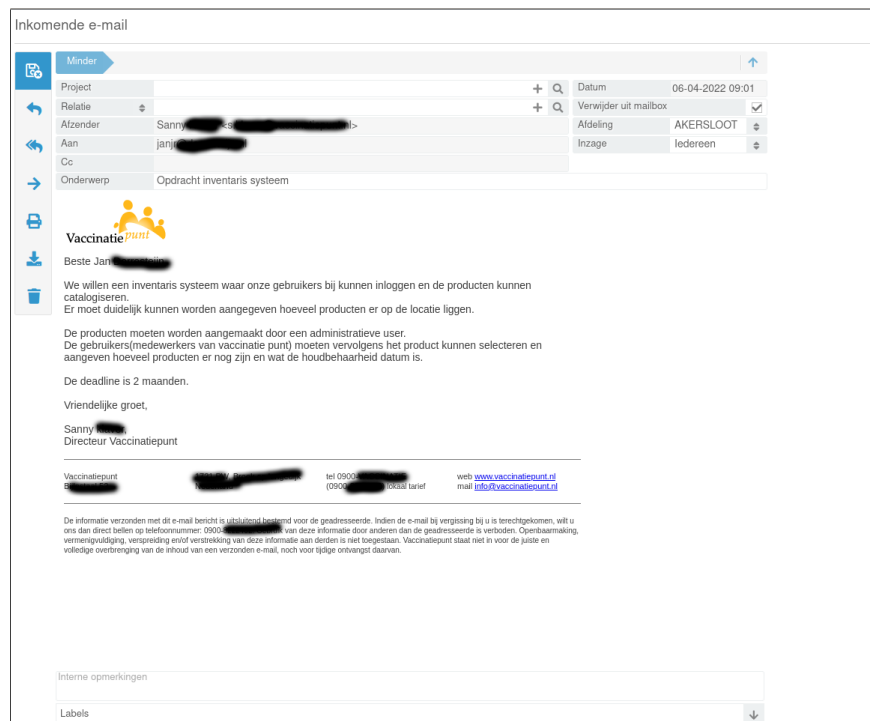 Inkomende e-mail
Minder
Project
Datum 06-04-2022 09:01
Relatie
Verwijder uit mailbox
Afzender Sanny
Afdeling AKERSLOOT
Aan
Inzage Iedereen
Cc
Onderwerp Opdracht inventaris systeem
Vaccinatie punt
Beste Jan
We willen een inventaris systeem waar onze gebruikers bij kunnen inloggen en de producten kunnen
catalogiseren.
Er moet duidelijk kunnen worden aangegeven hoeveel producten er op de locatie liggen.
De producten moeten worden aangemaakt door een administratieve user.
De gebruikers(medewerkers van vaccinatie punt) moeten vervolgens het product kunnen selecteren en
aangeven hoeveel producten er nog zijn en wat de houdbehaarheid datum is.
De deadline is 2 maanden.
Vriendelijke groet,
Sanny
Directeur Vaccinatiepunt
Vaccinatiepunt tel 0900 web www.vaccinatiepunt.nl
(0900 lokaal tarief mail info@vaccinatiepunt.nl
De informatie verzonden met dit e-mail bericht is uitsluitend bestemd voor de geadresseerde. Indien de e-mail bij vergissing bij u is terechtgekomen, wilt u
ons dan direct bellen op telefoonnummer: 0900- van deze informatie door anderen dan de geadresseerde is verboden. Openbaarmaking,
vermenigvuldiging, verspreiding en/of verstrekking van deze informatie aan derden is niet toegestaan. Vaccinatiepunt staat niet in voor de juiste en
volledige overbrenging van de inhoud van een verzonden e-mail, noch voor tijdige ontvangst daarvan.
Interne opmerkingen
Labels